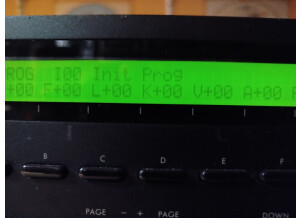 ROG I00 Init Prog
+00 E+00 L+00 K+00 V+00 A+00
B C D E F
PAGE - + PAGE DOWN